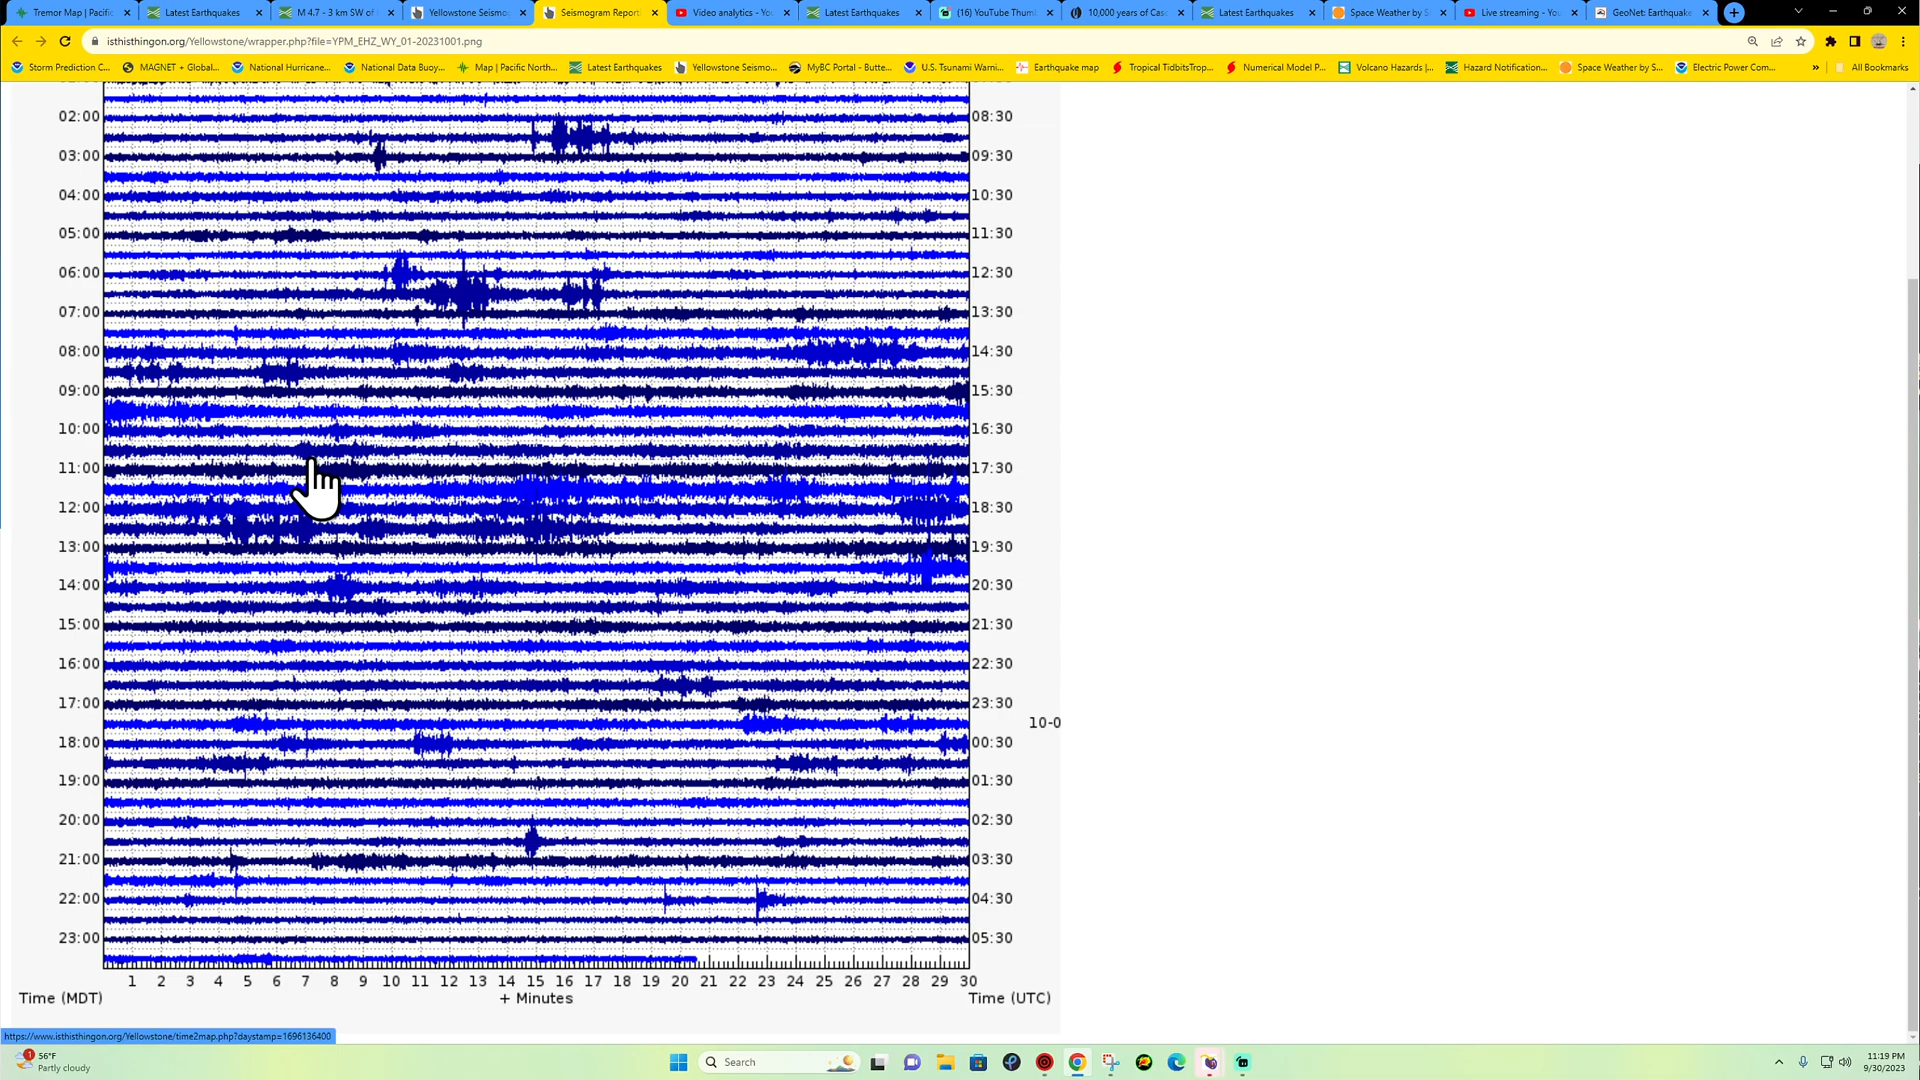 Tremor Map | Pacific
Latest Earthquakes
M 4.7 - 3 km SW of
Yellowstone Seismo
Seismogram Report
Video analytics - Yo
Latest Earthquakes
(16) YouTube Thum
10,000 years of Casc
Latest Earthquakes
Space Weather by S
Live streaming - You
GeoNet: Earthquake
isthisthingon.org/Yellowstone/wrapper.php?file=YPM_EHZ_WY_01-20231001.png
Storm Prediction C...
MAGNET + Global...
National Hurricane...
National Data Buoy...
Map | Pacific North...
Latest Earthquakes
Yellowstone Seismo...
MyBC Portal - Butte...
U.S. Tsunami Warni...
Earthquake map
Tropical TidbitsTrop...
Numerical Model P...
Volcano Hazards |...
Hazard Notification...
Space Weather by S...
Electric Power Com...
»
All Bookmarks
02:00 08:30
03:00 09:30
04:00 10:30
05:00 11:30
06:00 12:30
07:00 13:30
08:00 14:30
09:00 15:30
10:00 16:30
11:00 17:30
12:00 18:30
13:00 19:30
14:00 20:30
15:00 21:30
16:00 22:30
17:00 23:30
10-0
18:00 00:30
19:00 01:30
20:00 02:30
21:00 03:30
22:00 04:30
23:00 05:30
1 2 3 4 5 6 7 8 9 10 11 12 13 14 15 16 17 18 19 20 21 22 23 24 25 26 27 28 29 30
Time (MDT) + Minutes Time (UTC)
https://www.isthisthingon.org/Yellowstone/time2map.php?daystamp=1696136400
1
56°F
Partly cloudy
Search
11:19 PM
9/30/2023